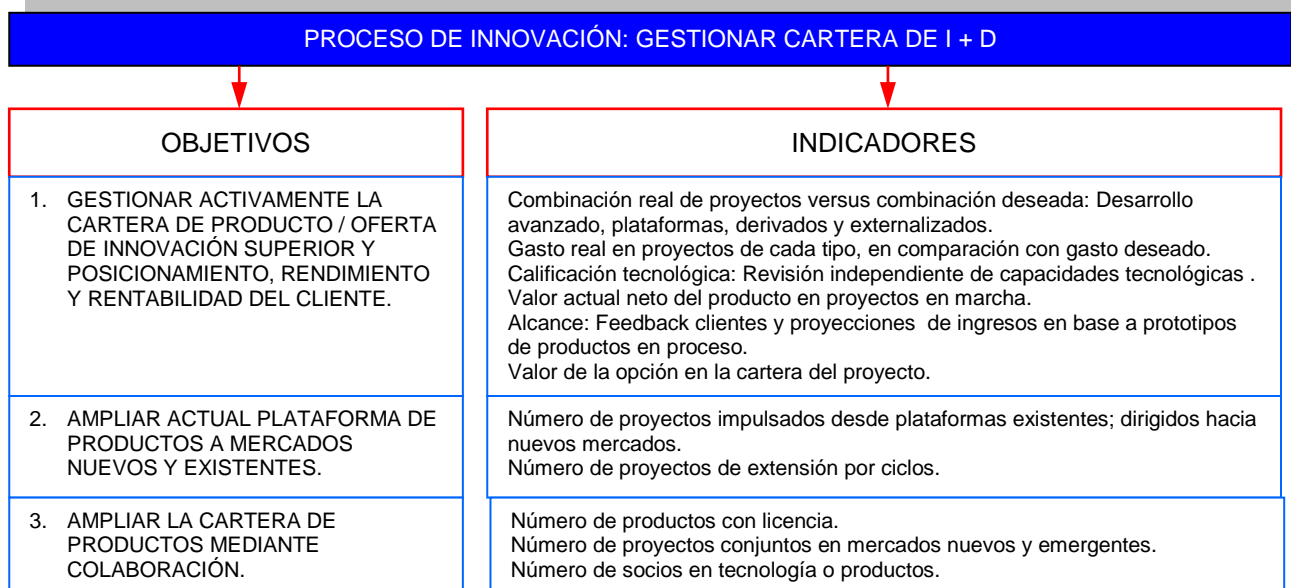 PROCESO DE INNOVACIÓN: GESTIONAR CARTERA DE I + D
OBJETIVOS
INDICADORES
1. GESTIONAR ACTIVAMENTE LA
CARTERA DE PRODUCTO / OFERTA
DE INNOVACIÓN SUPERIOR Y
POSICIONAMIENTO, RENDIMIENTO
Y RENTABILIDAD DEL CLIENTE.
Combinación real de proyectos versus combinación deseada: Desarrollo
avanzado, plataformas, derivados y externalizados.
Gasto real en proyectos de cada tipo, en comparación con gasto deseado.
Calificación tecnológica: Revisión independiente de capacidades tecnológicas .
Valor actual neto del producto en proyectos en marcha.
Alcance: Feedback clientes y proyecciones de ingresos en base a prototipos
de productos en proceso.
Valor de la opción en la cartera del proyecto.
2. AMPLIAR ACTUAL PLATAFORMA DE
PRODUCTOS A MERCADOS
NUEVOS Y EXISTENTES.
Número de proyectos impulsados desde plataformas existentes; dirigidos hacia
nuevos mercados.
Número de proyectos de extensión por ciclos.
3. AMPLIAR LA CARTERA DE
PRODUCTOS MEDIANTE
COLABORACIÓN.
Número de productos con licencia.
Número de proyectos conjuntos en mercados nuevos y emergentes.
Número de socios en tecnología o productos.